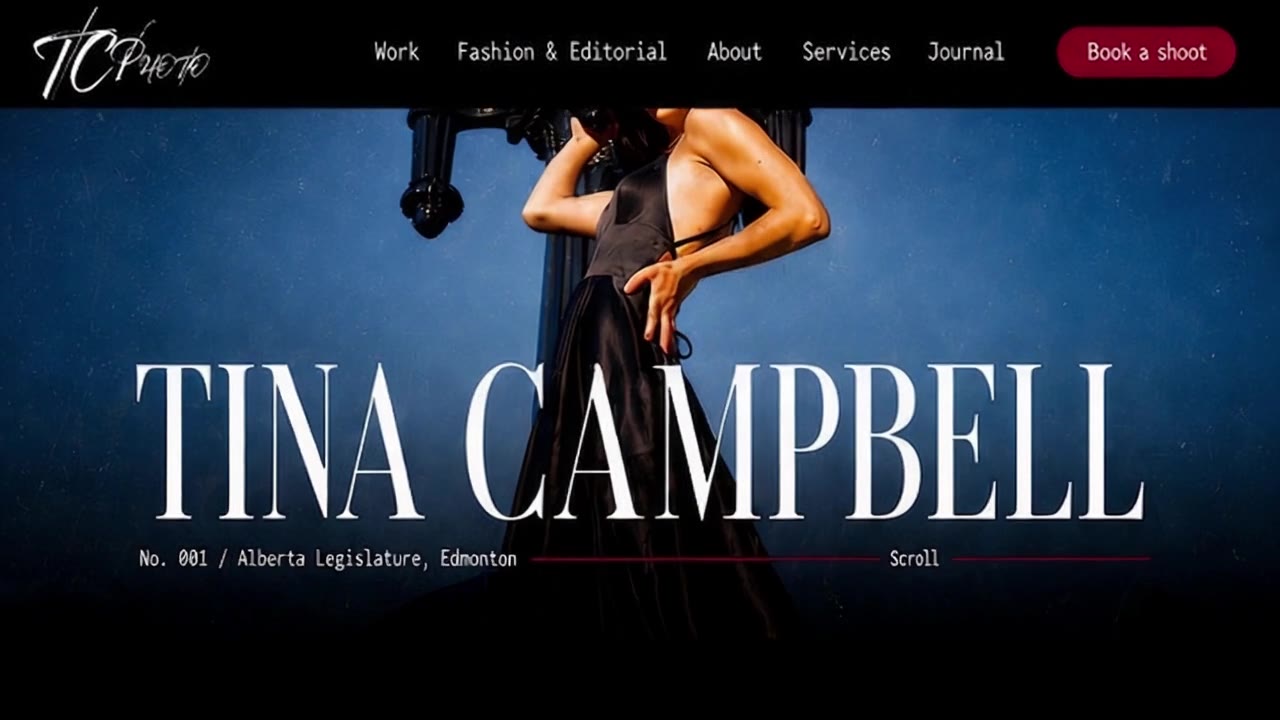 TCPhoto
Work Fashion & Editorial About Services Journal Book a shoot
TINA CAMPBELL
No. 001 / Alberta Legislature, Edmonton Scroll